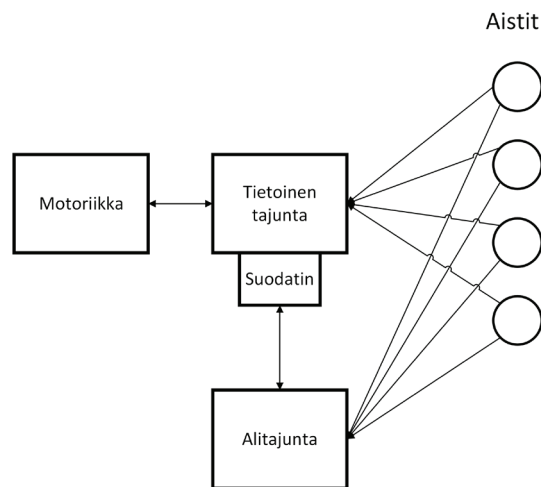 Aistit
Motoriikka
Tietoinen
tajunta
Suodatin
Alitajunta